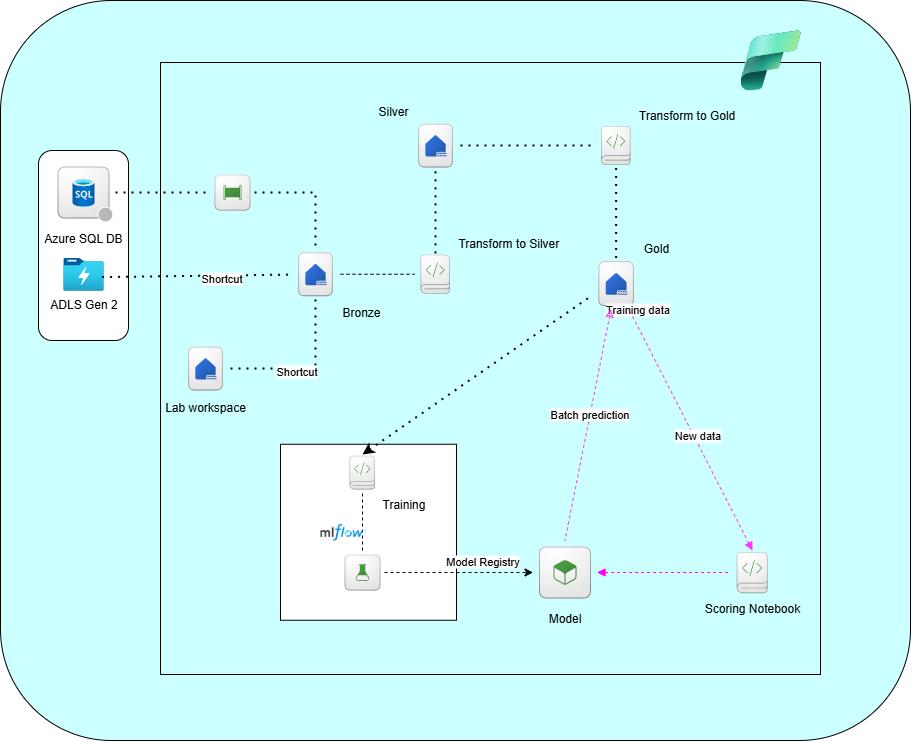 Silver
Transform to Gold
SQL
Azure SQL DB
Transform to Silver
Gold
Shortcut
ADLS Gen 2
Bronze
Training data
Shortcut
Lab workspace
Batch prediction
New data
Training
mlflow
Model Registry
Model
Scoring Notebook